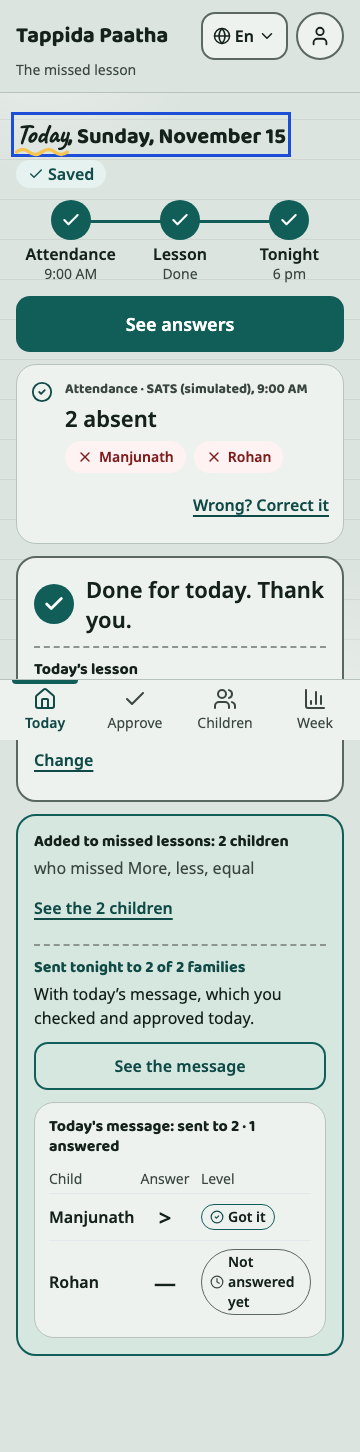 Tappida Paatha
En
The missed lesson
Today, Sunday, November 15
Saved
Attendance
9:00 AM
Lesson
Done
Tonight
6 pm
See answers
Attendance · SATS (simulated), 9:00 AM
2 absent
Manjunath
Rohan
Wrong? Correct it
Done for today. Thank
you.
Today's lesson
Today
Approve
Children
Week
Change
Added to missed lessons: 2 children
who missed More, less, equal
See the 2 children
Sent tonight to 2 of 2 families
With today's message, which you
checked and approved today.
See the message
Today's message: sent to 2 · 1
answered
Child Answer Level
Manjunath > Got it
Rohan — Not
answered
yet